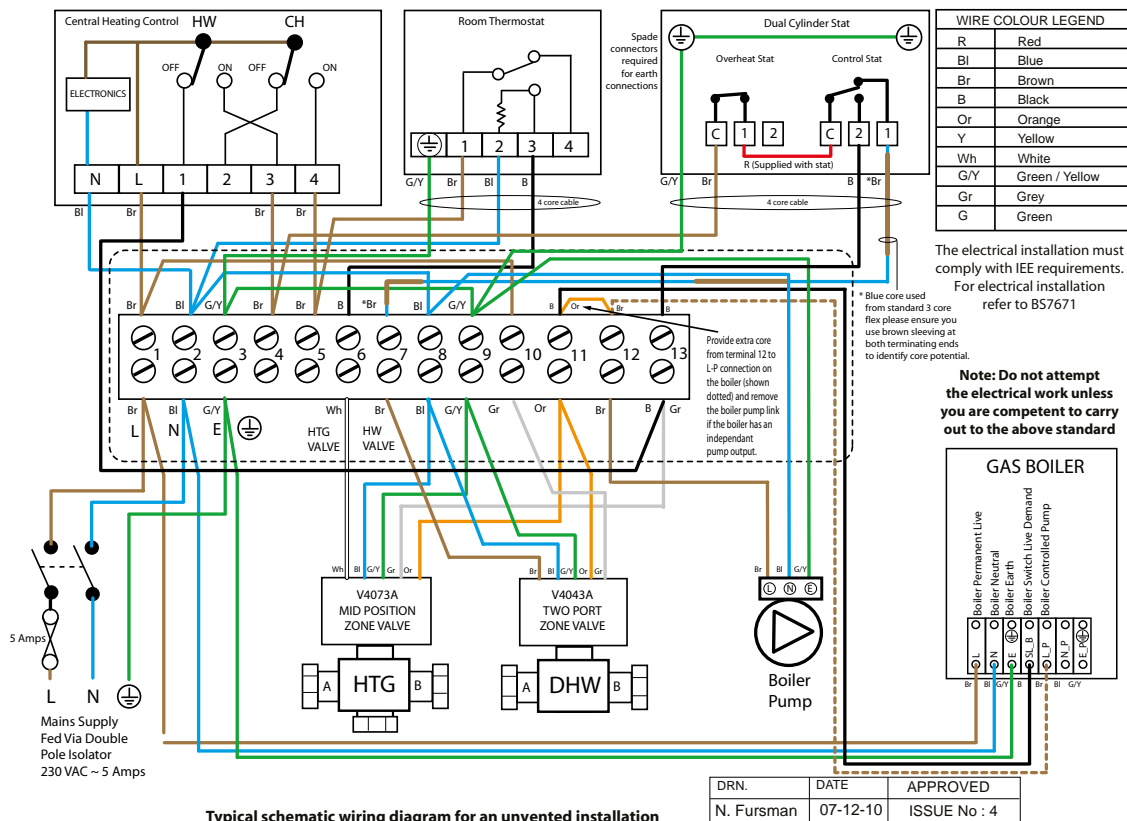 Central Heating Control
HW
CH
OFF
ON
OFF
ON
ELECTRONICS
N L 1 2 3 4
Bl
Br
Br
Br
Room Thermostat
1 2 3 4
G/Y
Br
Bl
B
4 core cable
Spade
connectors
required
for earth
connections
Dual Cylinder Stat
Overheat Stat
Control Stat
C 1 2
C 2 1
R (Supplied with stat)
G/Y
Br
B
*Br
4 core cable
WIRE COLOUR LEGEND
R Red
Bl Blue
Br Brown
B Black
Or Orange
Y Yellow
Wh White
G/Y Green / Yellow
Gr Grey
G Green
The electrical installation must
comply with IEE requirements.
For electrical installation
refer to BS7671
* Blue core used
from standard 3 core
flex please ensure you
use brown sleeving at
both terminating ends
to identify core potential.
Note: Do not attempt
the electrical work unless
you are competent to carry
out to the above standard
Br Bl G/Y Br Br B *Br Bl G/Y B Or Br B
1 2 3 4 5 6 7 8 9 10 11 12 13
Provide extra core
from terminal 12 to
L-P connection on
the boiler (shown
dotted) and remove
the boiler pump link
if the boiler has an
independant
pump output.
Br Bl G/Y Wh Br Bl G/Y Gr Or Br B Gr
L N E
HTG
VALVE
HW
VALVE
Wh Bl G/Y Gr Or
V4073A
MID POSITION
ZONE VALVE
A HTG B
Br Bl G/Y Or Gr
V4043A
TWO PORT
ZONE VALVE
A DHW B
Br Bl G/Y
L N E
Boiler
Pump
GAS BOILER
Boiler Permanent Live
Boiler Neutral
Boiler Earth
Boiler Switch Live Demand
Boiler Controlled Pump
L N E SL_B L_P N_P E_P
Br Bl G/Y B Br Bl G/Y
5 Amps
L N
Mains Supply
Fed Via Double
Pole Isolator
230 VAC ~ 5 Amps
DRN. DATE APPROVED
N. Fursman 07-12-10 ISSUE No : 4
Typical schematic wiring diagram for an unvented installation